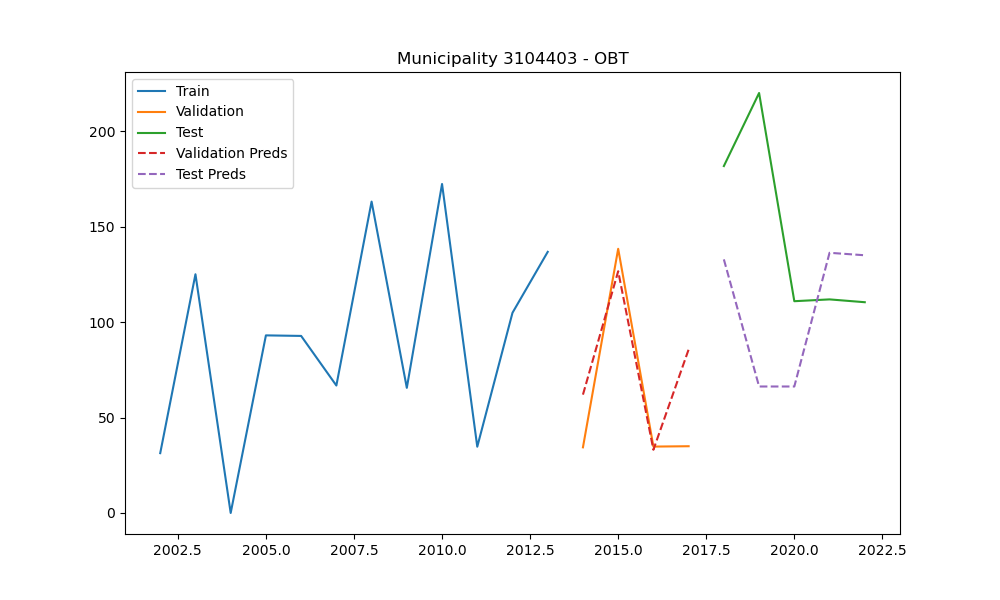 Municipality 3104403 - OBT
Train
Validation
Test
Validation Preds
Test Preds
200
150
100
50
0
2002.5 2005.0 2007.5 2010.0 2012.5 2015.0 2017.5 2020.0 2022.5